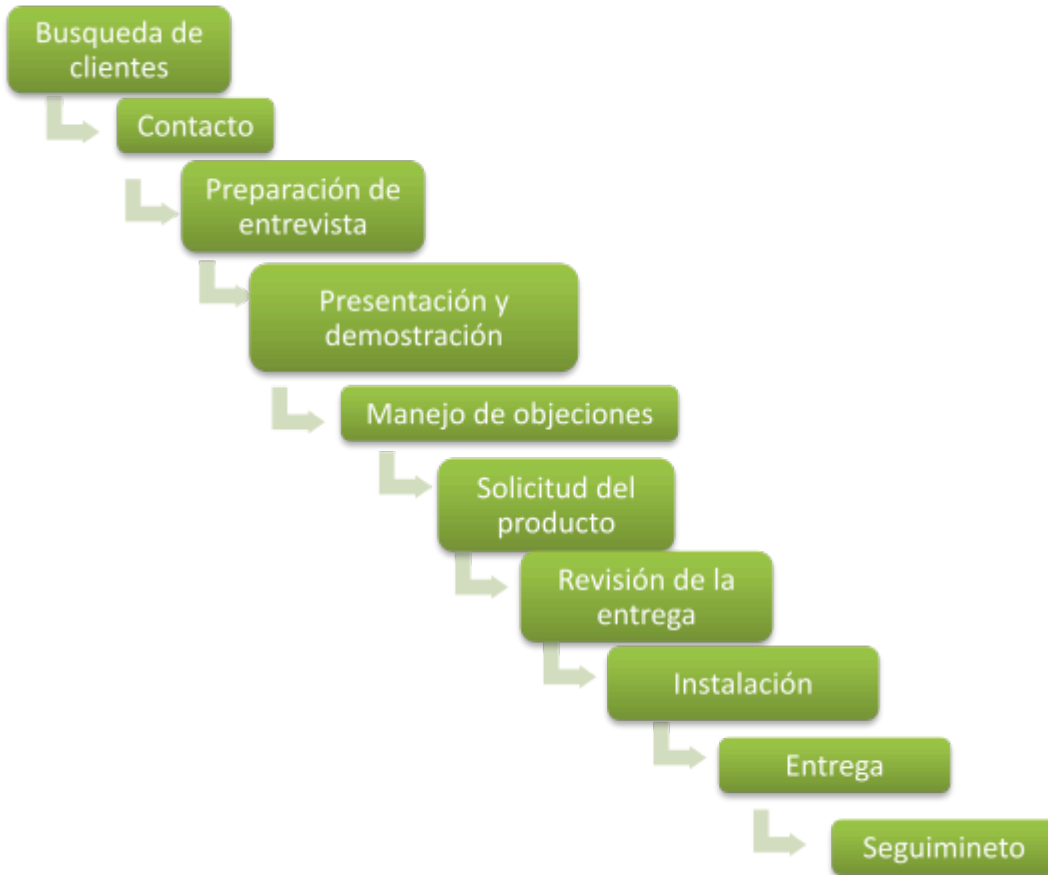 Busqueda de
clientes
Contacto
Preparación de
entrevista
Presentación y
demostración
Manejo de objeciones
Solicitud del
producto
Revisión de la
entrega
Instalación
Entrega
Seguimineto